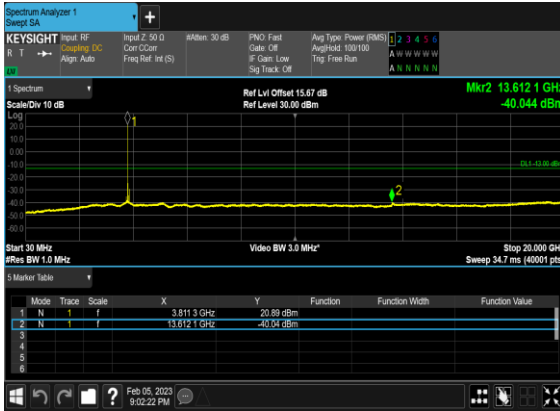 Spectrum Analyzer 1
Swept SA
+
KEYSIGHT Input: RF Input Z: 50 Ω #Atten: 30 dB PNO: Fast Avg Type: Power (RMS) 1 2 3 4 5 6
R T Coupling: DC Corr CCorr Gate: Off Avg|Hold: 100/100 A W W W W W
Align: Auto Freq Ref: Int (S) IF Gain: Low Trig: Free Run
Sig Track: Off A N N N N N
1 Spectrum Ref Lvl Offset 15.67 dB Mkr2 13.612 1 GHz
Scale/Div 10 dB Ref Level 30.00 dBm -40.044 dBm
Log
20.0
10.0
0.00
-10.0
-20.0
-30.0
-40.0
-50.0
-60.0
1
DL1 -13.00 dBm
2
Start 30 MHz Video BW 3.0 MHz* Stop 20.000 GHz
#Res BW 1.0 MHz Sweep 34.7 ms (40001 pts)
5 Marker Table
Mode Trace Scale X Y Function Function Width Function Value
1 N 1 f 3.811 3 GHz 20.89 dBm
2 N 1 f 13.612 1 GHz -40.04 dBm
3
4
5
6
? Feb 05, 2023
9:02:22 PM